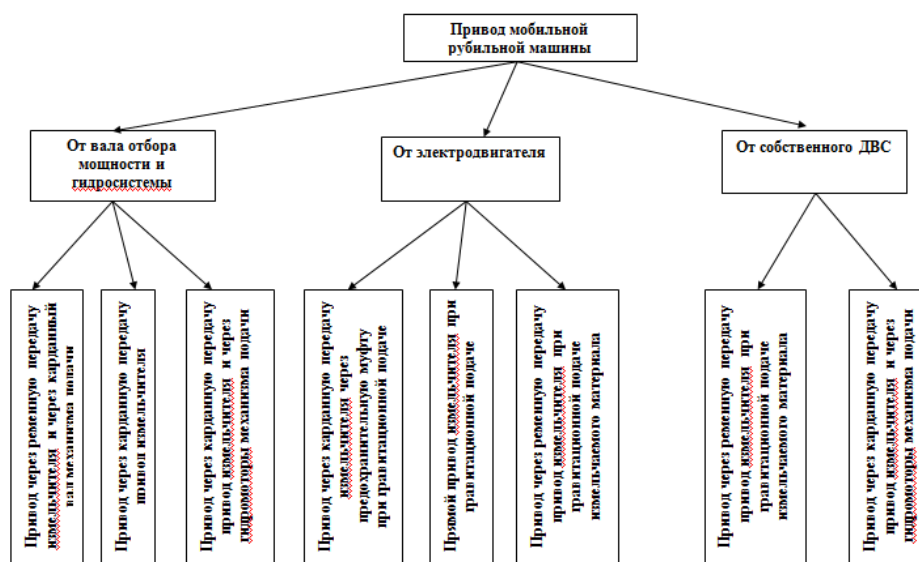 Привод мобильной
рубильной машины
От вала отбора
мощности и
гидросистемы
От электродвигателя
От собственного ДВС
Привод через ременную передачу
измельчителя и через карданный
вал механизма подачи
Привод через карданную передачу
привод измельчителя
Привод через карданную передачу
привод измельчителя и через
гидромоторы механизма подачи
Привод через карданную передачу
измельчителя через
предохранительную муфту
при гравитационной подаче
Прямой привод измельчителя при
гравитационной подаче
Привод через ременную передачу
привод измельчителя при
гравитационной подаче
измельчаемого материала
Привод через ременную передачу
привод измельчителя при
гравитационной подаче
измельчаемого материала
Привод через карданную передачу
привод измельчителя и через
гидромоторы механизма подачи